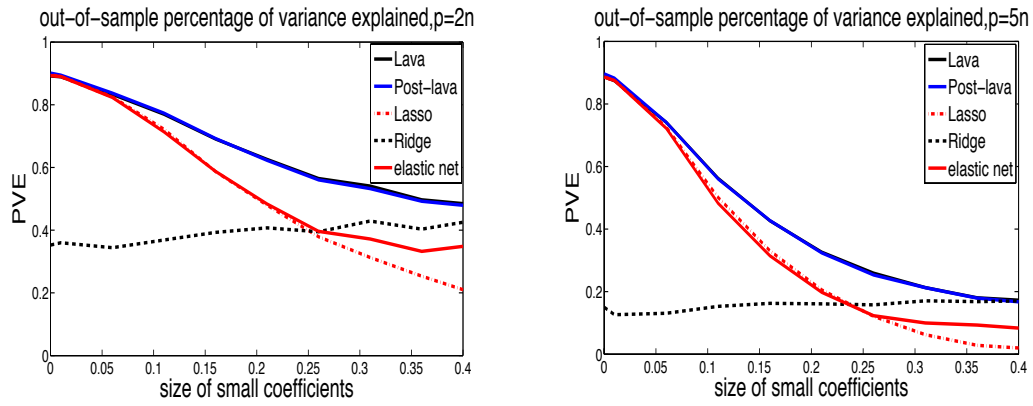 out-of-sample percentage of variance explained,p=2n
1
0.8
0.6
0.4
0.2
0
PVE
0
0.05
0.1
0.15
0.2
0.25
0.3
0.35
0.4
size of small coefficients
Lava
Post-lava
Lasso
Ridge
elastic net
out-of-sample percentage of variance explained,p=5n
1
0.8
0.6
0.4
0.2
0
PVE
0
0.05
0.1
0.15
0.2
0.25
0.3
0.35
0.4
size of small coefficients
Lava
Post-lava
Lasso
Ridge
elastic net